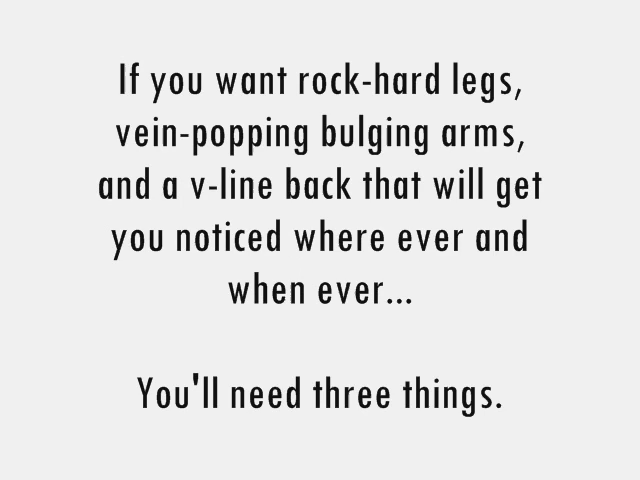 If you want rock-hard legs,
vein-popping bulging arms,
and a v-line back that will get
you noticed where ever and
when ever...
You'll need three things.